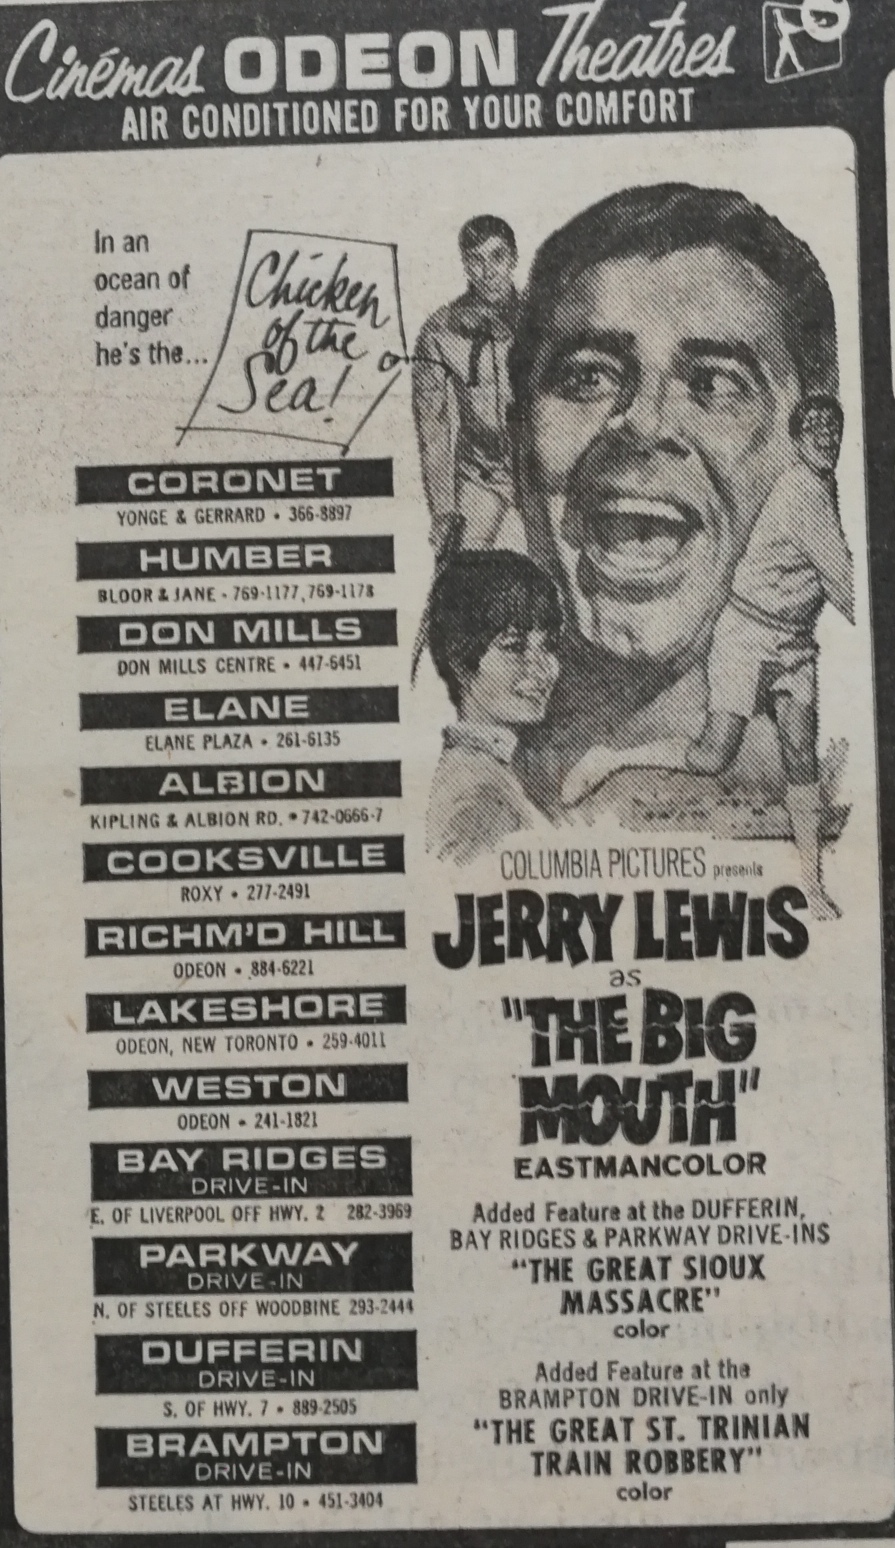 Cinémas ODEON Theatres
AIR CONDITIONED FOR YOUR COMFORT
In an
ocean of
danger
he's the...
Chicken
of the
Sea!
CORONET
YONGE & GERRARD • 366-8897
HUMBER
BLOOR & JANE - 769-1177, 769-1178
DON MILLS
DON MILLS CENTRE • 447-6451
ELANE
ELANE PLAZA • 261-6135
ALBION
KIPLING & ALBION RD. • 742-0666-7
COOKSVILLE
ROXY • 277-2491
RICHM'D HILL
ODEON • 884-6221
LAKESHORE
ODEON, NEW TORONTO • 259-4011
WESTON
ODEON • 241-1821
BAY RIDGES
DRIVE-IN
E. OF LIVERPOOL OFF HWY. 2 282-3969
PARKWAY
DRIVE-IN
N. OF STEELES OFF WOODBINE 293-2444
DUFFERIN
DRIVE-IN
S. OF HWY. 7 • 889-2505
BRAMPTON
DRIVE-IN
STEELES AT HWY. 10 • 451-3404
COLUMBIA PICTURES presents
JERRY LEWIS
as
"THE BIG
MOUTH"
EASTMANCOLOR
Added Feature at the DUFFERIN,
BAY RIDGES & PARKWAY DRIVE-INS
"THE GREAT SIOUX
MASSACRE"
color
Added Feature at the
BRAMPTON DRIVE-IN only
"THE GREAT ST. TRINIAN
TRAIN ROBBERY"
color